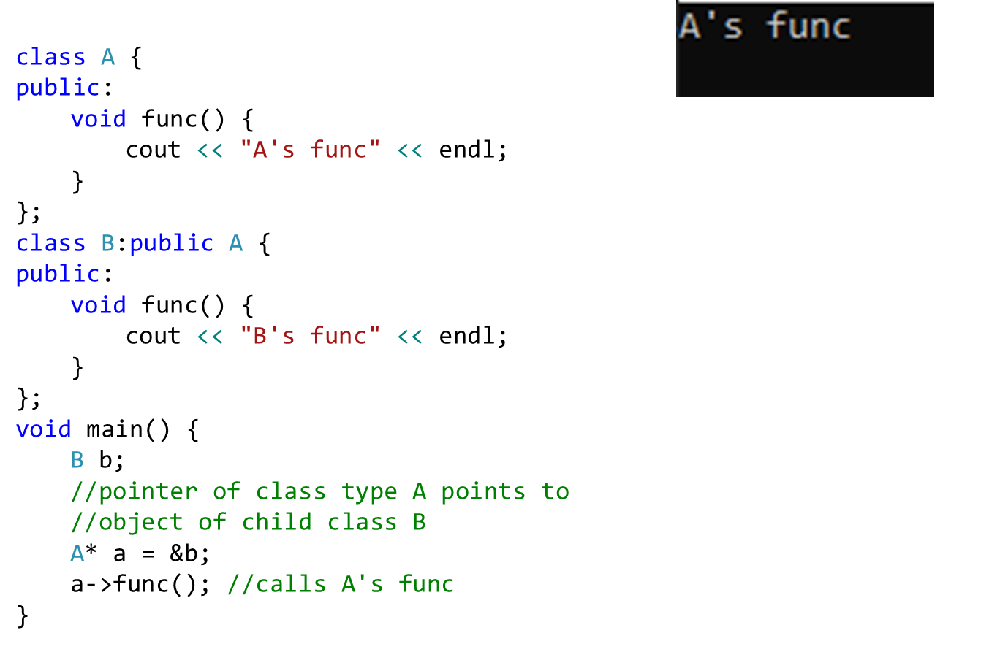 A's func
class A {
public:
    void func() {
        cout << "A's func" << endl;
    }
};
class B:public A {
public:
    void func() {
        cout << "B's func" << endl;
    }
};
void main() {
    B b;
    //pointer of class type A points to
    //object of child class B
    A* a = &b;
    a->func(); //calls A's func
}